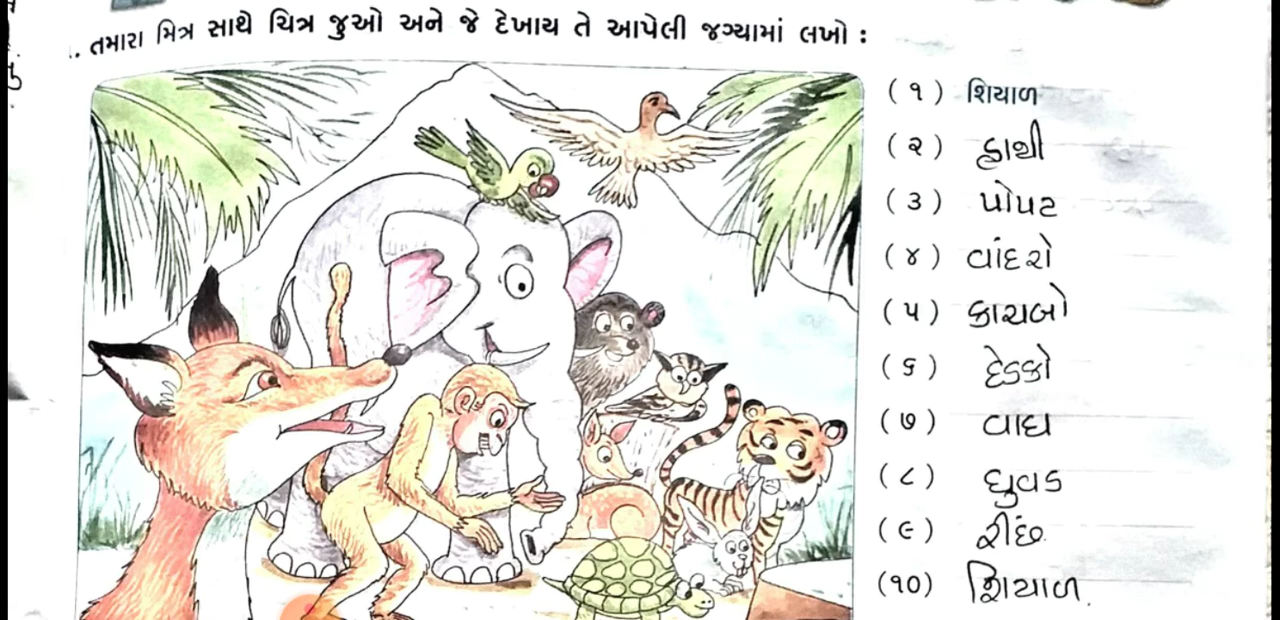 તમારા મિત્ર સાથે ચિત્ર જુઓ અને જે દેખાય તે આપેલી જગ્યામાં લખો :
(૧) શિયાળ
(૨) હાથી
(૩) પોપટ
(૪) વાંદરો
(૫) કાચબો
(૬) દેડકો
(૭) વાઘ
(૮) ઘુવડ
(૯) રીંછ
(૧૦) શિયાળ.